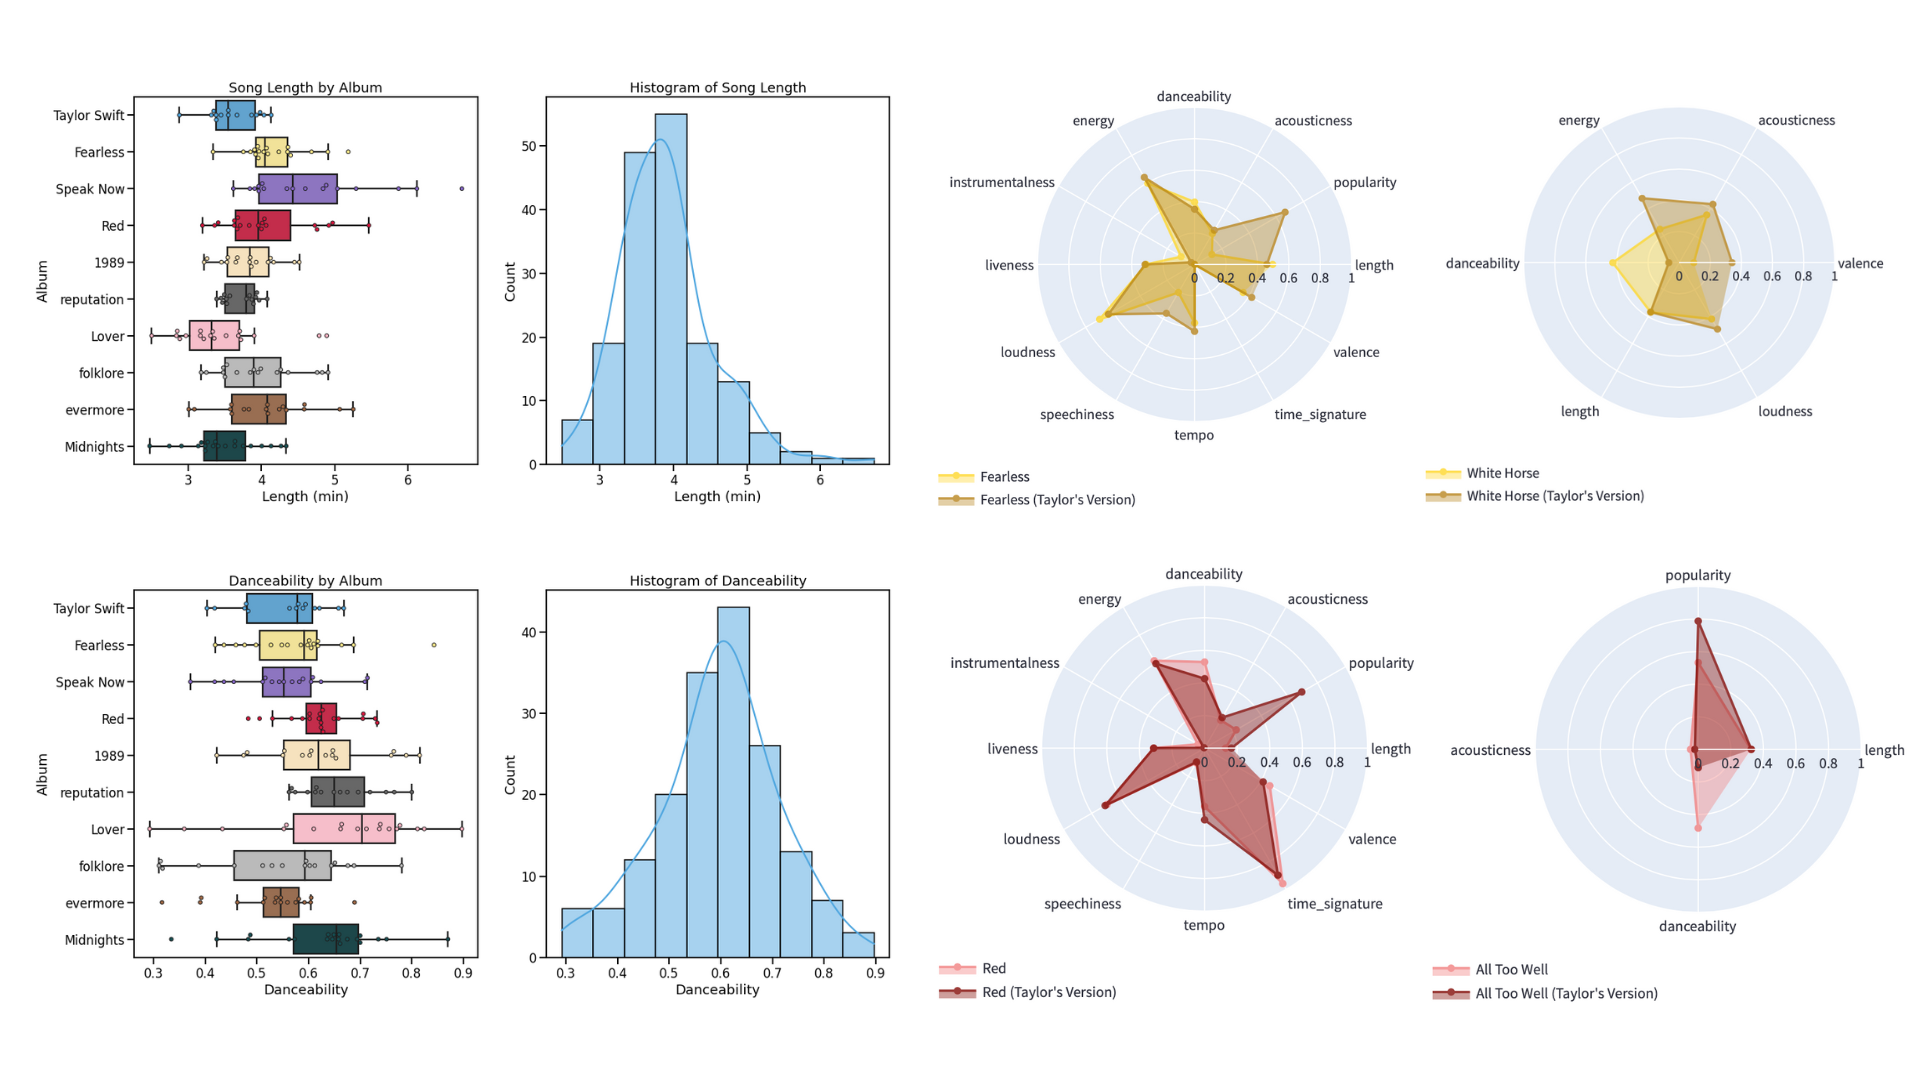 Song Length by Album
Album
Taylor Swift
Fearless
Speak Now
Red
1989
reputation
Lover
folklore
evermore
Midnights
3 4 5 6
Length (min)
Histogram of Song Length
Count
50
40
30
20
10
0
3 4 5 6
Length (min)
danceability
energy
acousticness
instrumentalness
popularity
liveness
0 0.2 0.4 0.6 0.8 1
length
loudness
valence
speechiness
time_signature
tempo
Fearless
Fearless (Taylor's Version)
energy
acousticness
danceability
0 0.2 0.4 0.6 0.8 1
valence
length
loudness
White Horse
White Horse (Taylor's Version)
Danceability by Album
Album
Taylor Swift
Fearless
Speak Now
Red
1989
reputation
Lover
folklore
evermore
Midnights
0.3 0.4 0.5 0.6 0.7 0.8 0.9
Danceability
Histogram of Danceability
Count
40
30
20
10
0
0.3 0.4 0.5 0.6 0.7 0.8 0.9
Danceability
danceability
energy
acousticness
instrumentalness
popularity
liveness
0 0.2 0.4 0.6 0.8 1
length
loudness
valence
speechiness
time_signature
tempo
Red
Red (Taylor's Version)
popularity
acousticness
0 0.2 0.4 0.6 0.8 1
length
danceability
All Too Well
All Too Well (Taylor's Version)